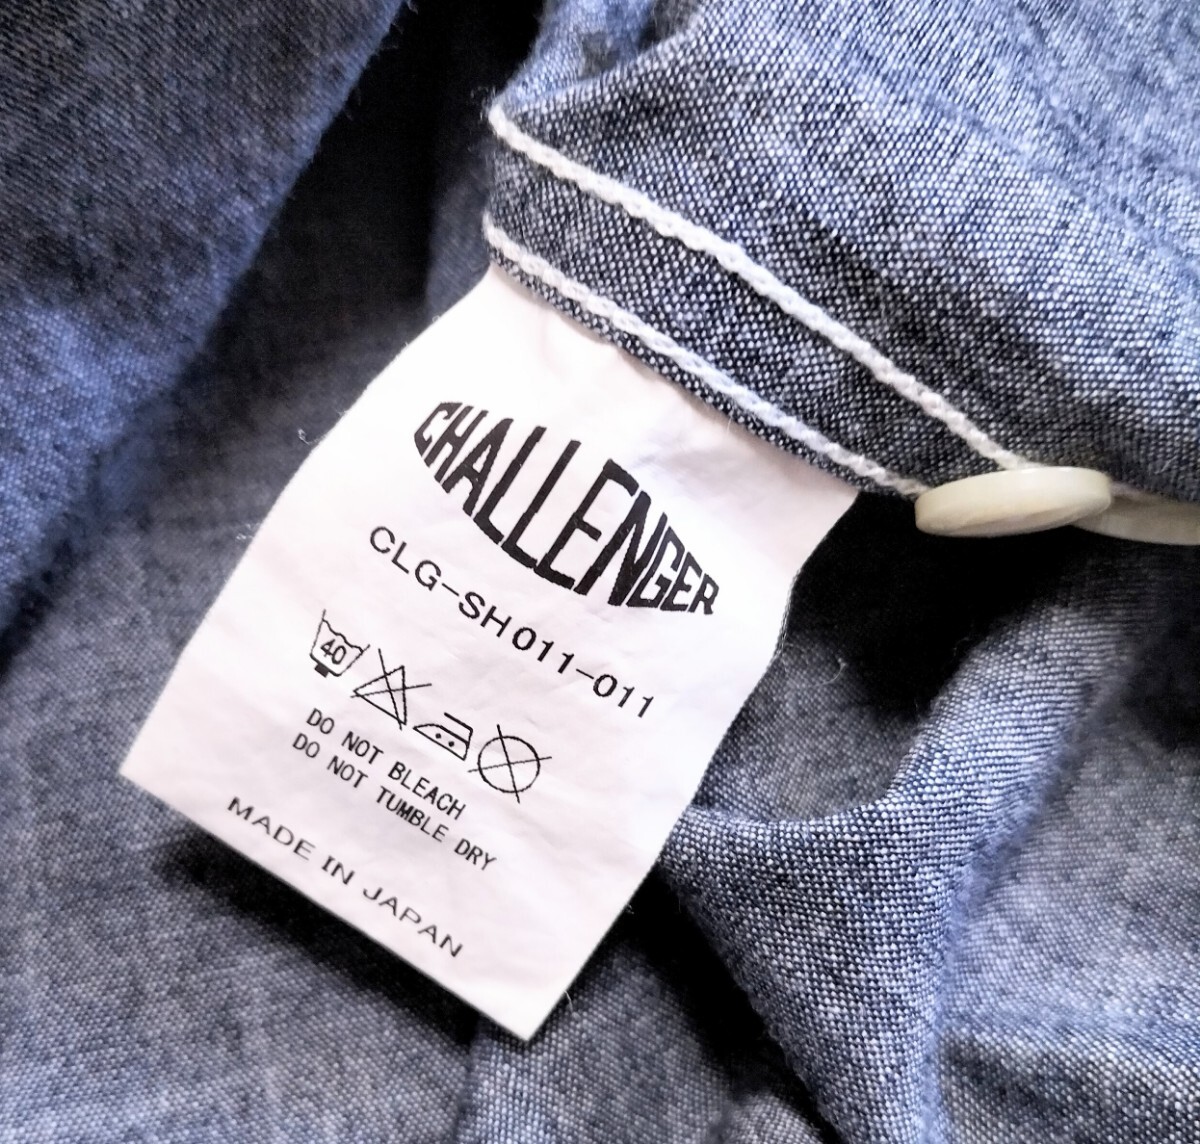 CHALLENGER
CLG-SH011-011
40
DO NOT BLEACH
DO NOT TUMBLE DRY
MADE IN JAPAN